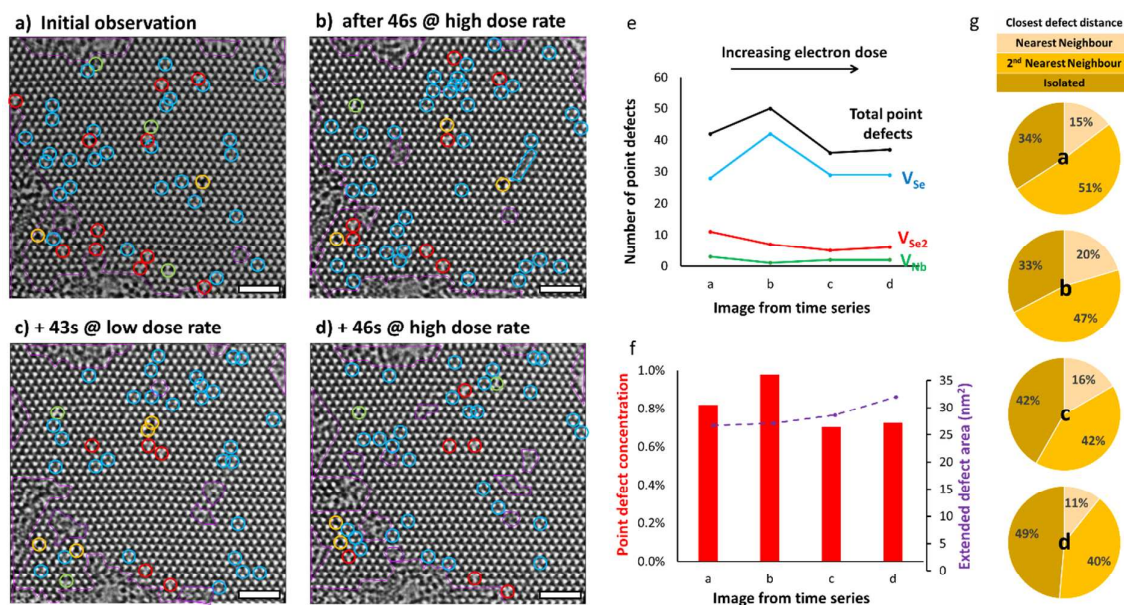 a) Initial observation
b) after 46s @ high dose rate
c) + 43s @ low dose rate
d) + 46s @ high dose rate
e
Increasing electron dose
60
50
40
30
20
10
0
Number of point defects
Total point
defects
V_Se
V_Se2
V_Nb
a b c d
Image from time series
f
1.0%
0.8%
0.6%
0.4%
0.2%
0.0%
Point defect concentration
35
30
25
20
15
10
5
0
Extended defect area (nm²)
a b c d
Image from time series
g
Closest defect distance
Nearest Neighbour
2nd Nearest Neighbour
Isolated
15%
34%
a
51%
20%
33%
b
47%
16%
42%
c
42%
11%
49%
d
40%